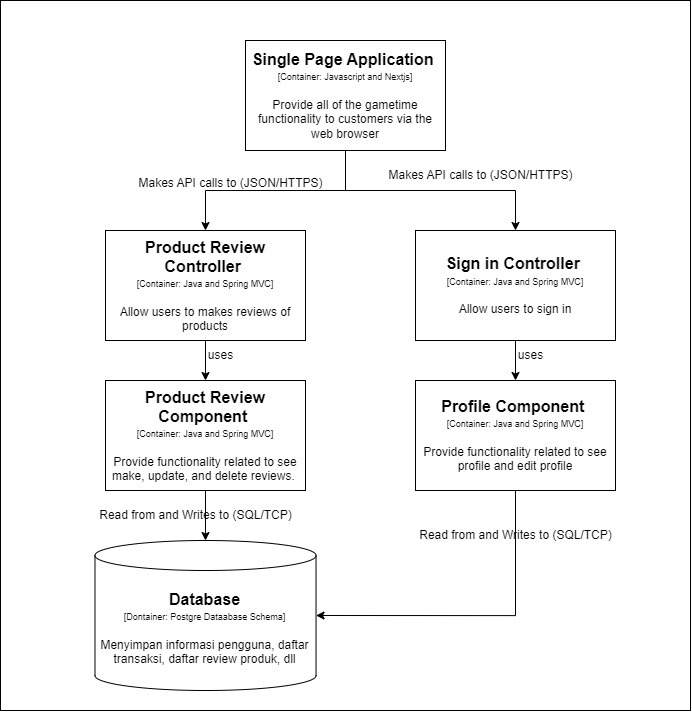 Single Page Application
[Container: Javascript and Nextjs]
Provide all of the gametime
functionality to customers via the
web browser
Makes API calls to (JSON/HTTPS)
Makes API calls to (JSON/HTTPS)
Product Review
Controller
[Container: Java and Spring MVC]
Allow users to makes reviews of
products
Sign in Controller
[Container: Java and Spring MVC]
Allow users to sign in
uses
uses
Product Review
Component
[Container: Java and Spring MVC]
Provide functionality related to see
make, update, and delete reviews.
Profile Component
[Container: Java and Spring MVC]
Provide functionality related to see
profile and edit profile
Read from and Writes to (SQL/TCP)
Read from and Writes to (SQL/TCP)
Database
[Dontainer: Postgre Dataabase Schema]
Menyimpan informasi pengguna, daftar
transaksi, daftar review produk, dll